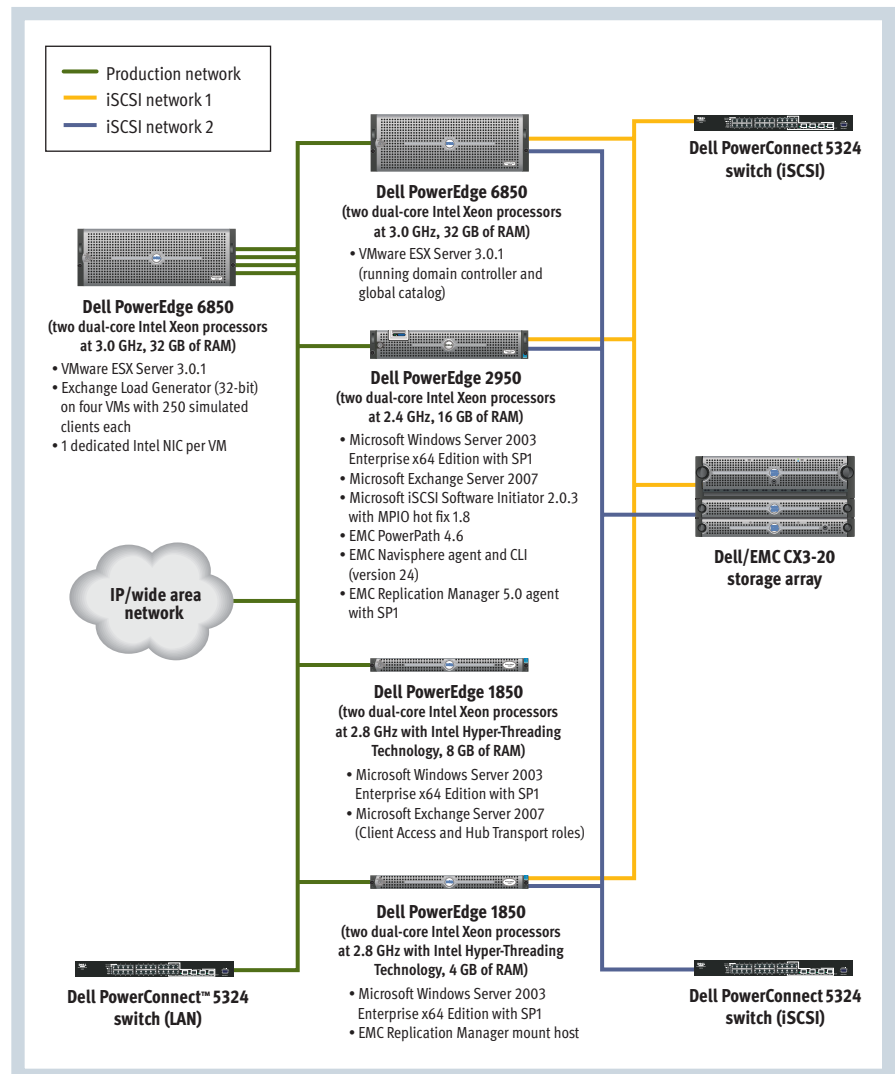 Production network
iSCSI network 1
iSCSI network 2
Dell PowerConnect 5324
switch (iSCSI)
Dell PowerEdge 6850
(two dual-core Intel Xeon processors
at 3.0 GHz, 32 GB of RAM)
• VMware ESX Server 3.0.1
(running domain controller and
global catalog)
Dell PowerEdge 6850
(two dual-core Intel Xeon processors
at 3.0 GHz, 32 GB of RAM)
• VMware ESX Server 3.0.1
• Exchange Load Generator (32-bit)
on four VMs with 250 simulated
clients each
• 1 dedicated Intel NIC per VM
Dell PowerEdge 2950
(two dual-core Intel Xeon processors
at 2.4 GHz, 16 GB of RAM)
• Microsoft Windows Server 2003
Enterprise x64 Edition with SP1
• Microsoft Exchange Server 2007
• Microsoft iSCSI Software Initiator 2.0.3
with MPIO hot fix 1.8
• EMC PowerPath 4.6
• EMC Navisphere agent and CLI
(version 24)
• EMC Replication Manager 5.0 agent
with SP1
Dell/EMC CX3-20
storage array
IP/wide area
network
Dell PowerEdge 1850
(two dual-core Intel Xeon processors
at 2.8 GHz with Intel Hyper-Threading
Technology, 8 GB of RAM)
• Microsoft Windows Server 2003
Enterprise x64 Edition with SP1
• Microsoft Exchange Server 2007
(Client Access and Hub Transport roles)
Dell PowerEdge 1850
(two dual-core Intel Xeon processors
at 2.8 GHz with Intel Hyper-Threading
Technology, 4 GB of RAM)
• Microsoft Windows Server 2003
Enterprise x64 Edition with SP1
• EMC Replication Manager mount host
Dell PowerConnect™ 5324
switch (LAN)
Dell PowerConnect 5324
switch (iSCSI)